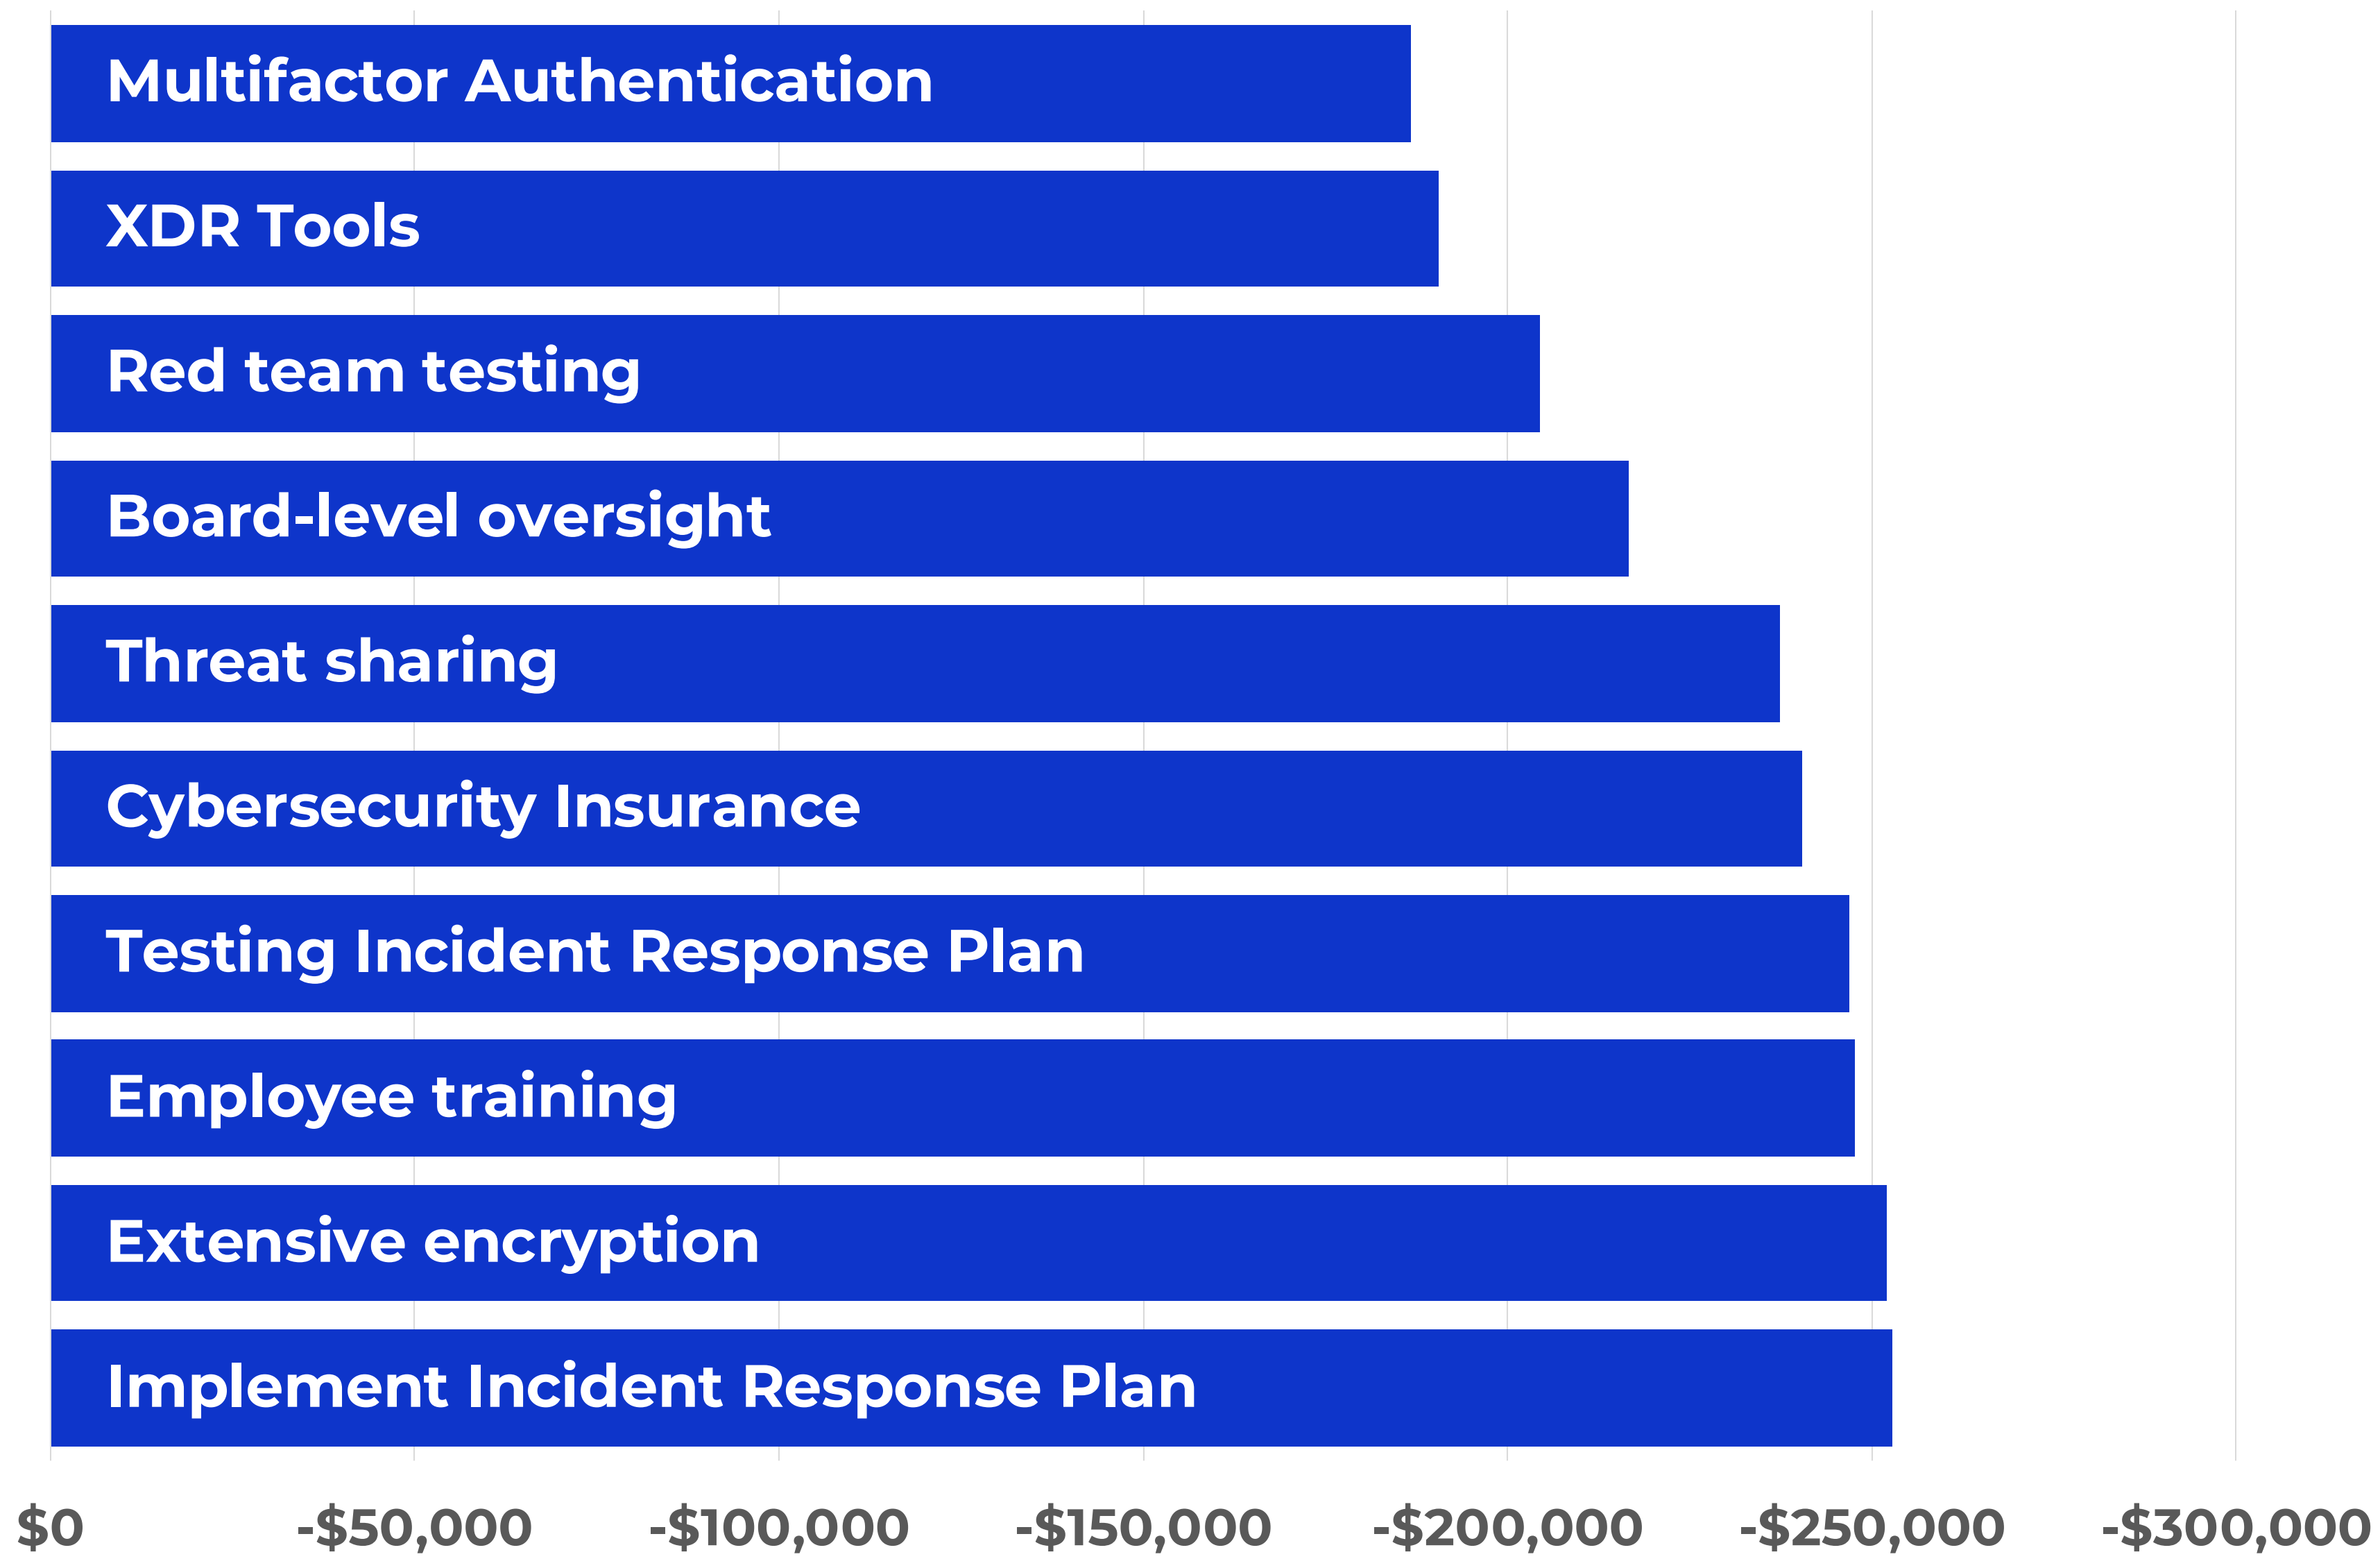 Multifactor Authentication
XDR Tools
Red team testing
Board-level oversight
Threat sharing
Cybersecurity Insurance
Testing Incident Response Plan
Employee training
Extensive encryption
Implement Incident Response Plan
$0 -$50,000 -$100,000 -$150,000 -$200,000 -$250,000 -$300,000